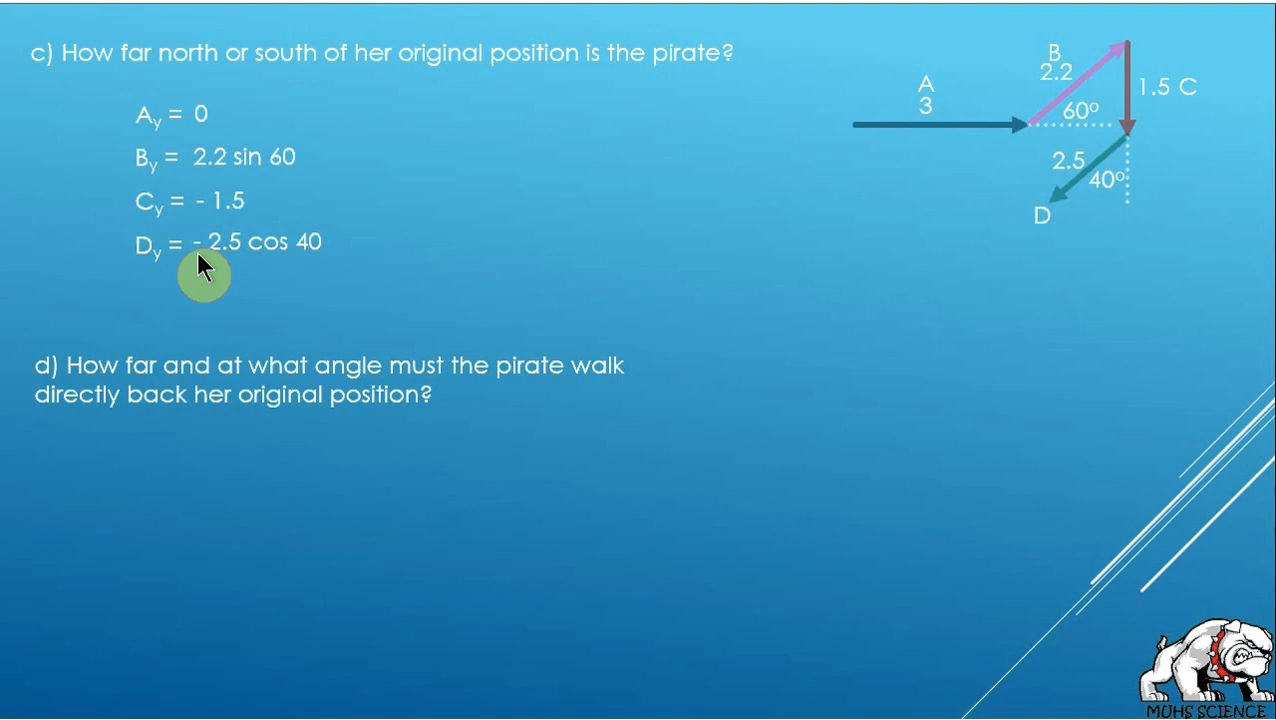 c) How far north or south of her original position is the pirate?
Ay = 0
By = 2.2 sin 60
Cy = - 1.5
Dy = - 2.5 cos 40
A
3
B
2.2
60º
1.5 C
2.5
40º
D
d) How far and at what angle must the pirate walk
directly back her original position?
MUHS SCIENCE